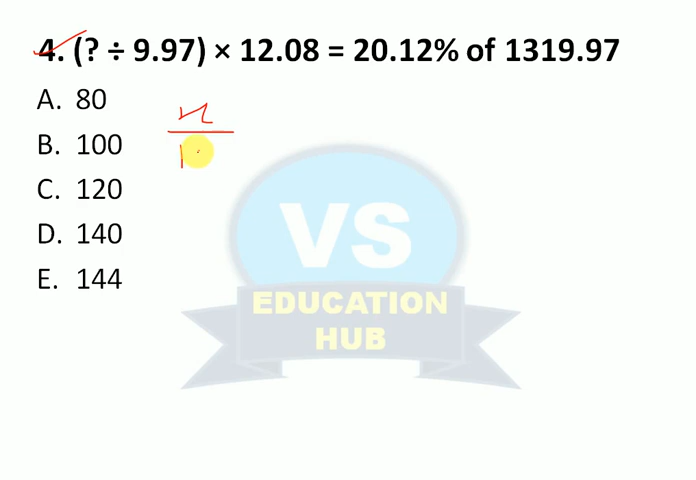 4. (? ÷ 9.97) × 12.08 = 20.12% of 1319.97
A. 80
B. 100
C. 120
D. 140
E. 144
VS
EDUCATION
HUB